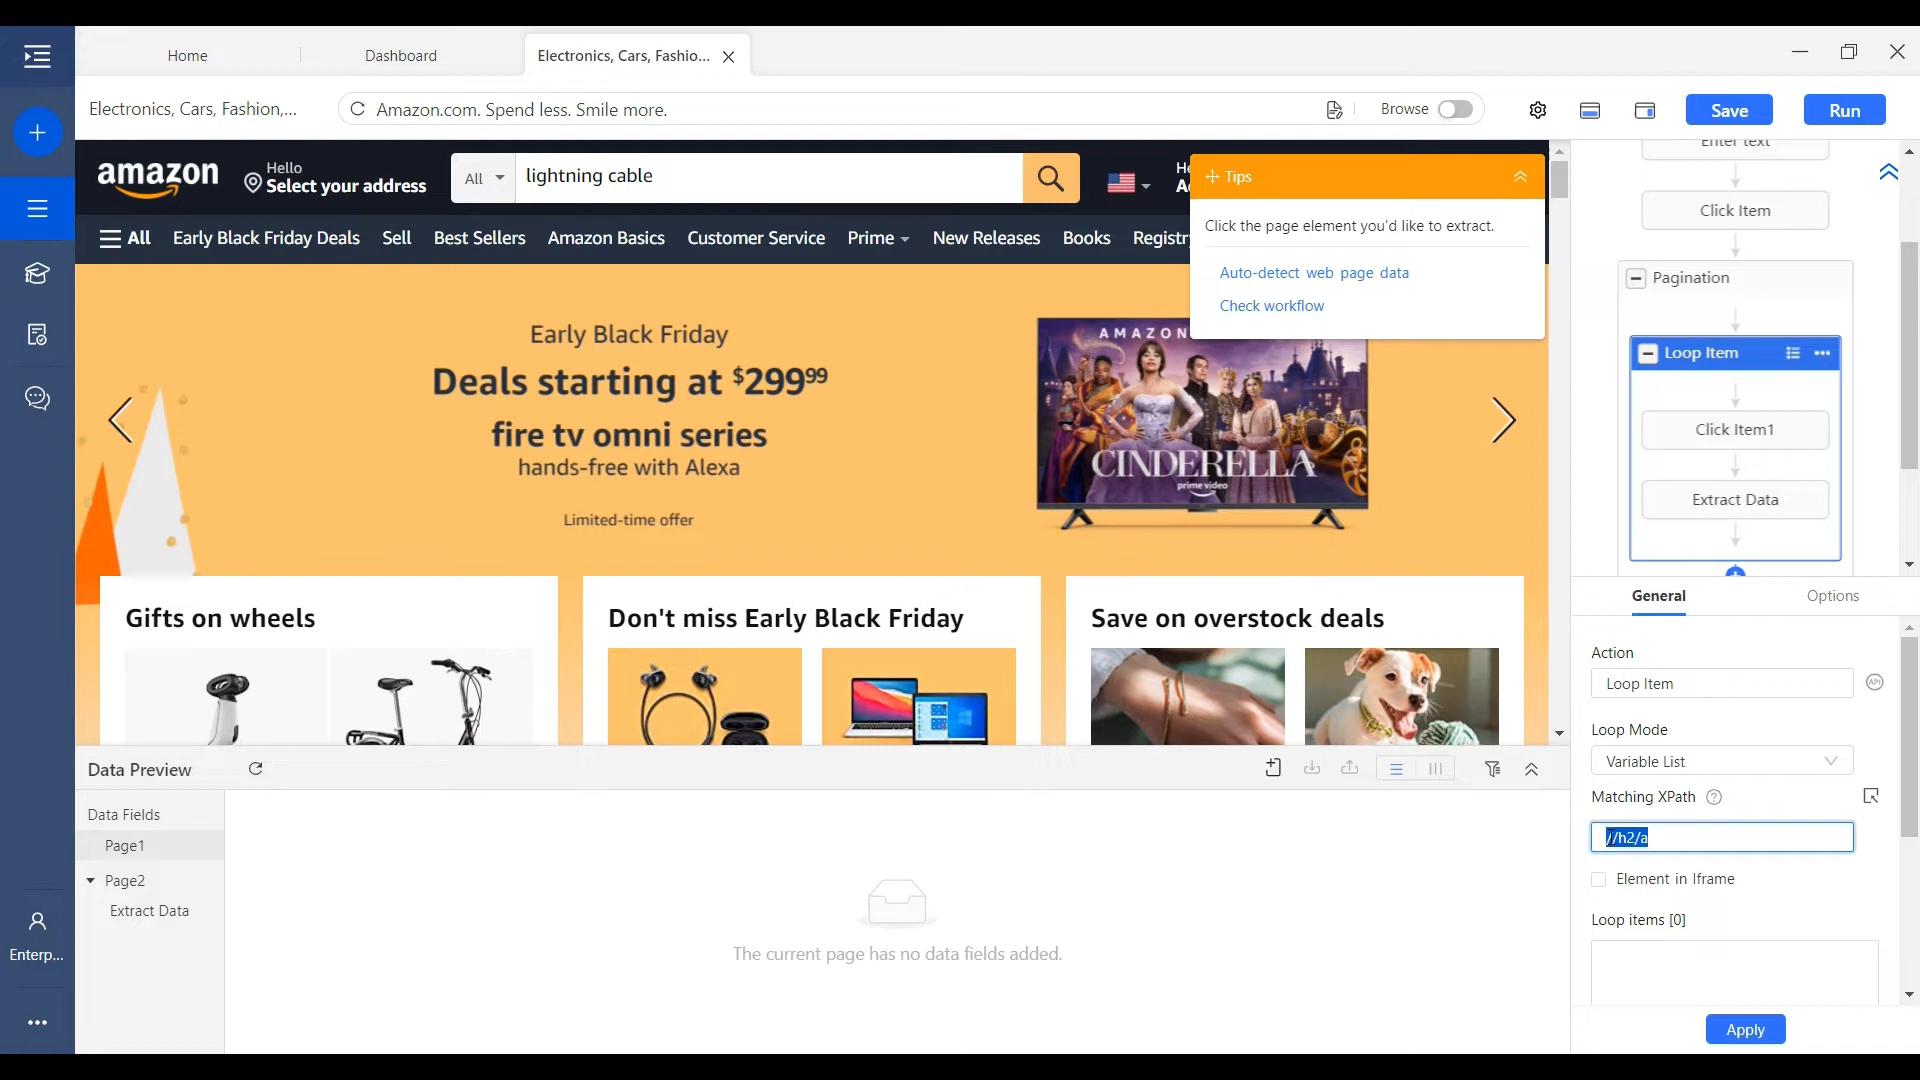 Home
Dashboard
Electronics, Cars, Fashio...
Electronics, Cars, Fashion,...
Amazon.com. Spend less. Smile more.
Browse
Save
Run
amazon
Hello
Select your address
All
lightning cable
He
A
Tips
Click the page element you'd like to extract.
Auto-detect web page data
Check workflow
All
Early Black Friday Deals
Sell
Best Sellers
Amazon Basics
Customer Service
Prime
New Releases
Books
Registry
Early Black Friday
Deals starting at $299⁹⁹
fire tv omni series
hands-free with Alexa
Limited-time offer
AMAZON
CINDERELLA
prime video
Gifts on wheels
Don't miss Early Black Friday
Save on overstock deals
Enter text
Click Item
Pagination
Loop Item
Click Item1
Extract Data
General
Options
Action
Loop Item
API
Loop Mode
Variable List
Matching XPath
//h2/a
Element in Iframe
Loop items [0]
Apply
Data Preview
Data Fields
Page1
Page2
Extract Data
The current page has no data fields added.
Enterp...